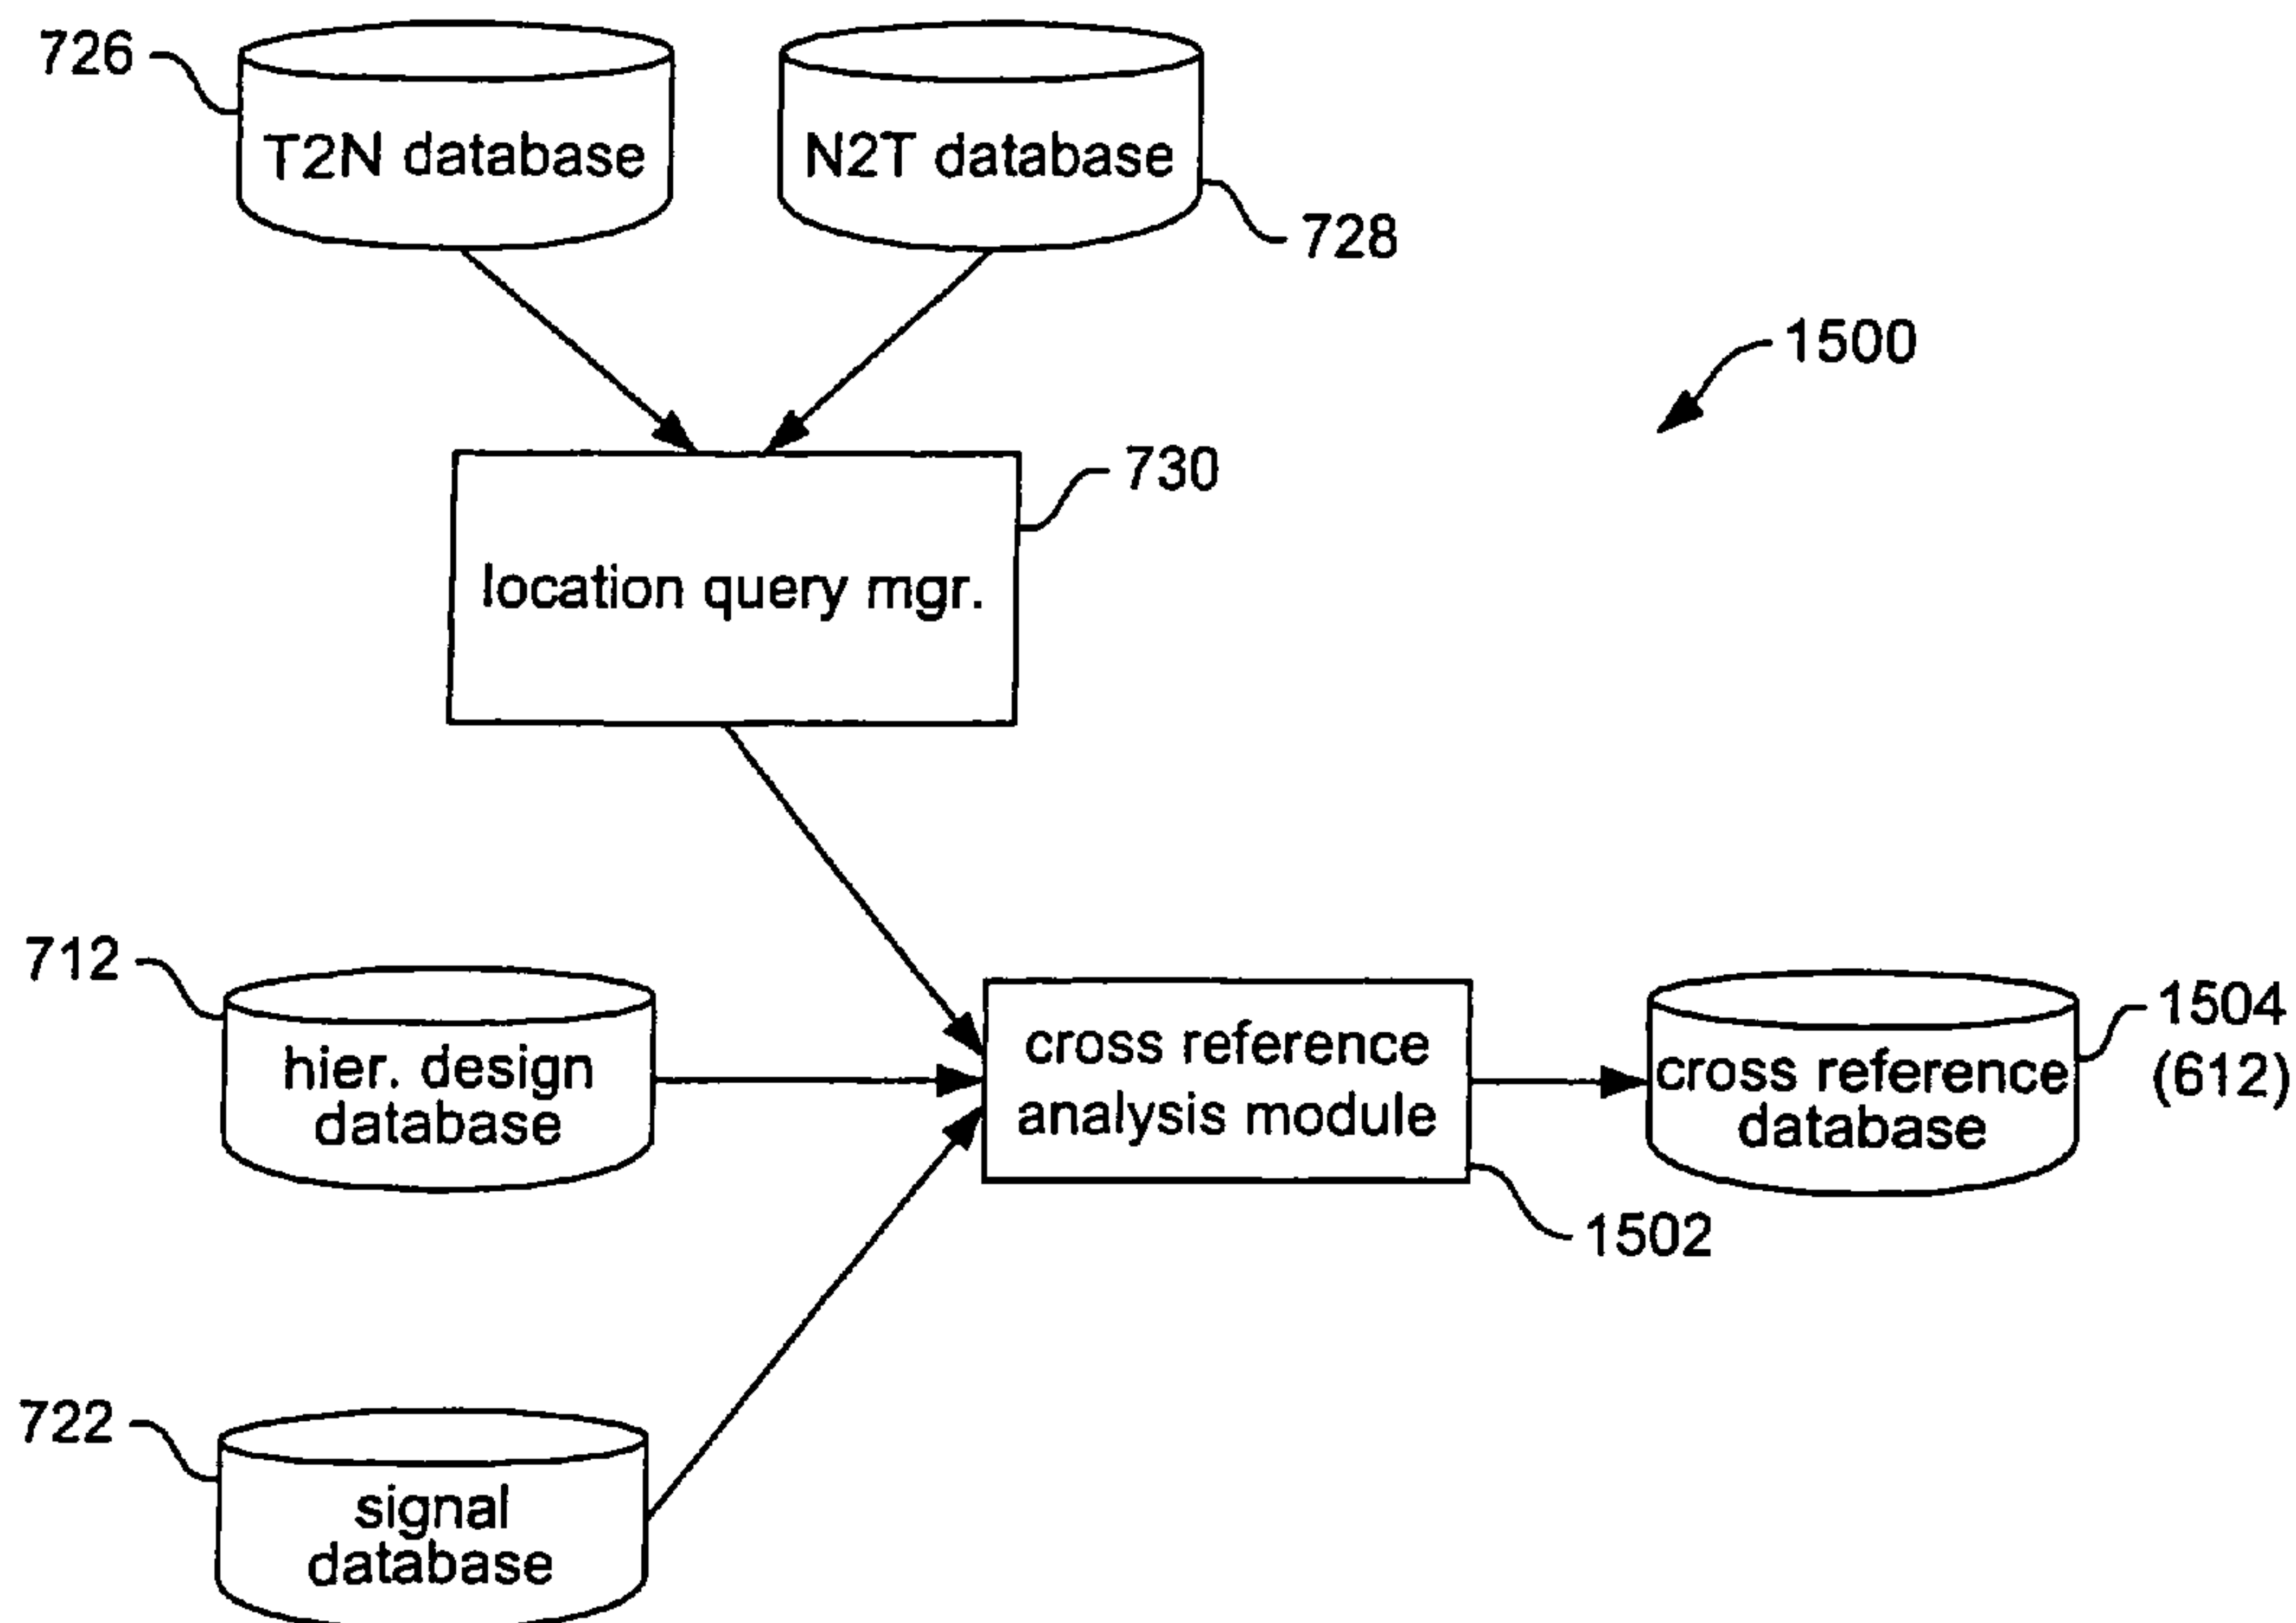 726
T2N database
N2T database
728
1500
730
location query mgr.
712
hier. design
database
cross reference
analysis module
cross reference
database
1504
(612)
1502
722
signal
database